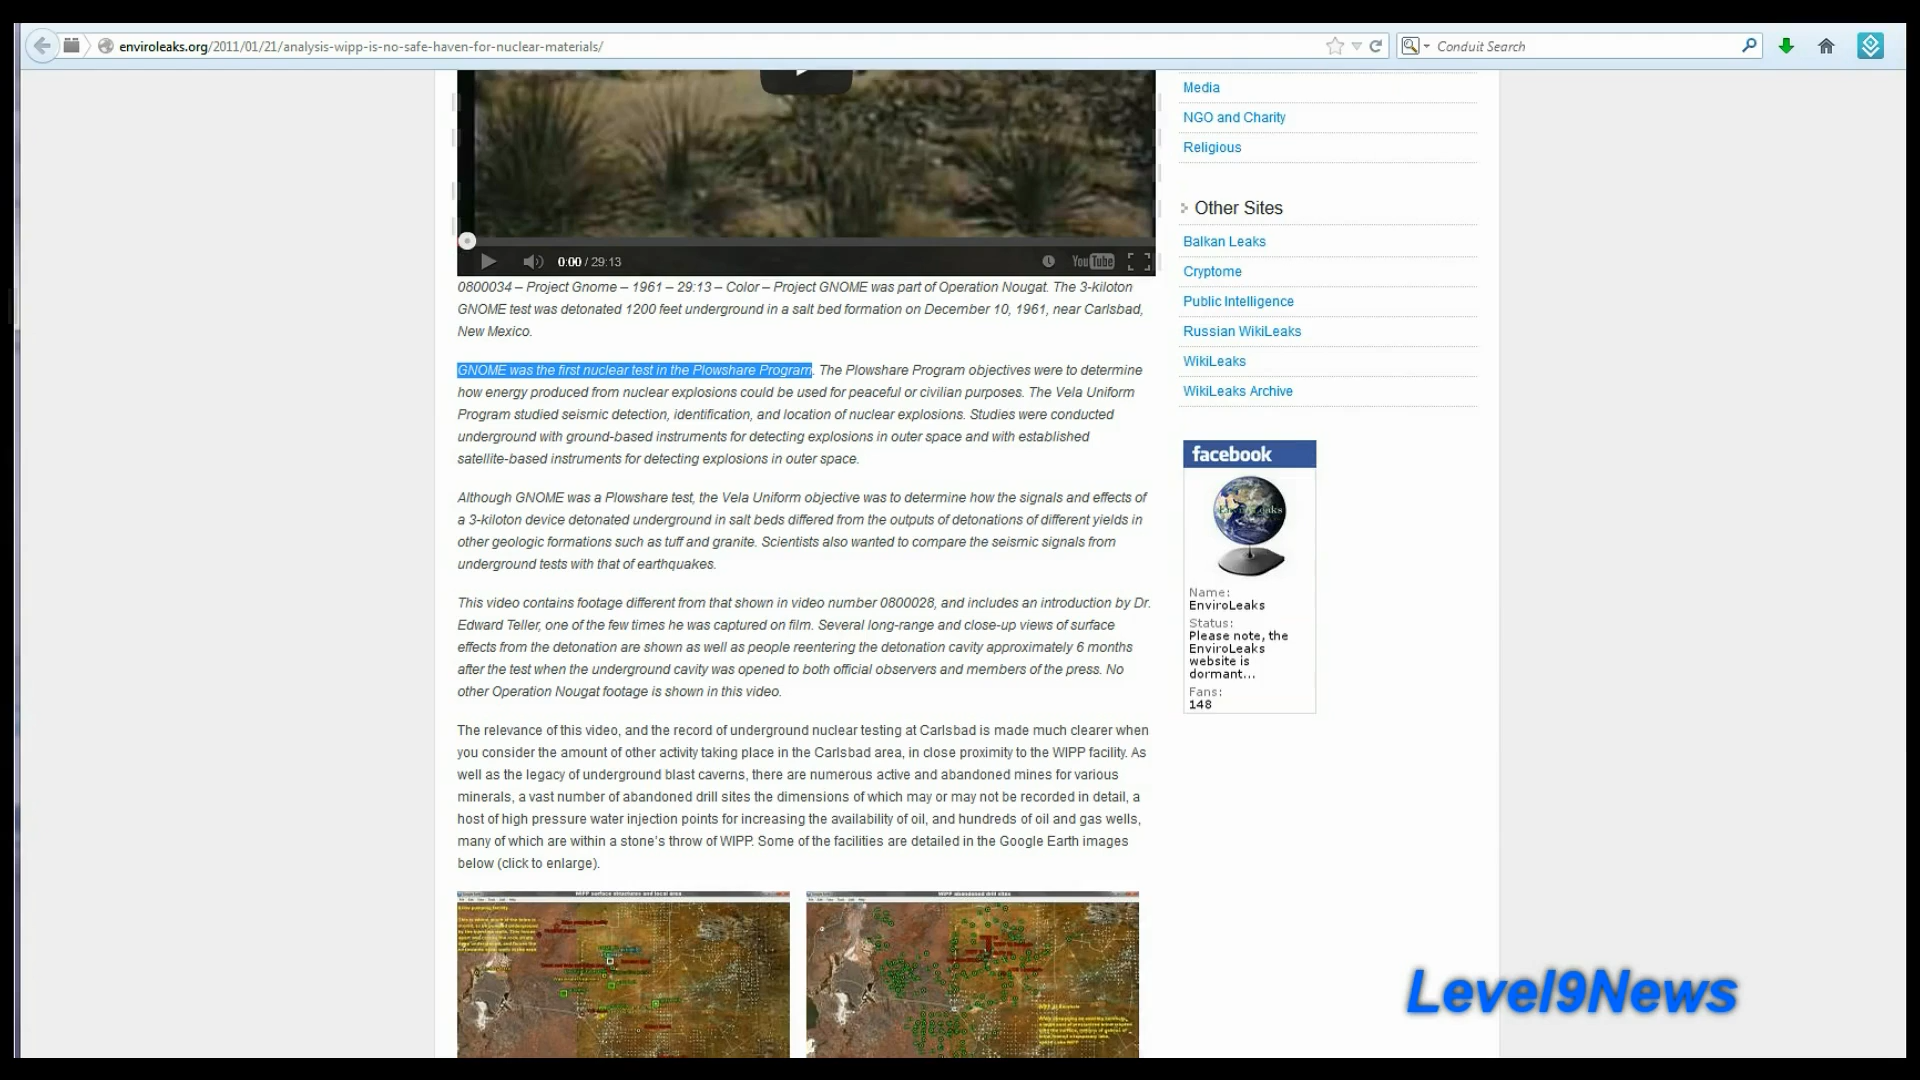 enviroleaks.org/2011/01/21/analysis-wipp-is-no-safe-haven-for-nuclear-materials/
Conduit Search
0:00 / 29:13
YouTube
0800034 – Project Gnome – 1961 – 29:13 – Color – Project GNOME was part of Operation Nougat. The 3-kiloton
GNOME test was detonated 1200 feet underground in a salt bed formation on December 10, 1961, near Carlsbad,
New Mexico.
GNOME was the first nuclear test in the Plowshare Program. The Plowshare Program objectives were to determine
how energy produced from nuclear explosions could be used for peaceful or civilian purposes. The Vela Uniform
Program studied seismic detection, identification, and location of nuclear explosions. Studies were conducted
underground with ground-based instruments for detecting explosions in outer space and with established
satellite-based instruments for detecting explosions in outer space.
Although GNOME was a Plowshare test, the Vela Uniform objective was to determine how the signals and effects of
a 3-kiloton device detonated underground in salt beds differed from the outputs of detonations of different yields in
other geologic formations such as tuff and granite. Scientists also wanted to compare the seismic signals from
underground tests with that of earthquakes.
This video contains footage different from that shown in video number 0800028, and includes an introduction by Dr.
Edward Teller, one of the few times he was captured on film. Several long-range and close-up views of surface
effects from the detonation are shown as well as people reentering the detonation cavity approximately 6 months
after the test when the underground cavity was opened to both official observers and members of the press. No
other Operation Nougat footage is shown in this video.
The relevance of this video, and the record of underground nuclear testing at Carlsbad is made much clearer when
you consider the amount of other activity taking place in the Carlsbad area, in close proximity to the WIPP facility. As
well as the legacy of underground blast caverns, there are numerous active and abandoned mines for various
minerals, a vast number of abandoned drill sites the dimensions of which may or may not be recorded in detail, a
host of high pressure water injection points for increasing the availability of oil, and hundreds of oil and gas wells,
many of which are within a stone's throw of WIPP. Some of the facilities are detailed in the Google Earth images
below (click to enlarge).
WIPP surface structures and local area
WIPP abandoned drill sites
Media
NGO and Charity
Religious
Other Sites
Balkan Leaks
Cryptome
Public Intelligence
Russian WikiLeaks
WikiLeaks
WikiLeaks Archive
facebook
EnviroLeaks
Name:
EnviroLeaks
Status:
Please note, the
EnviroLeaks
website is
dormant...
Fans:
148
Level9News